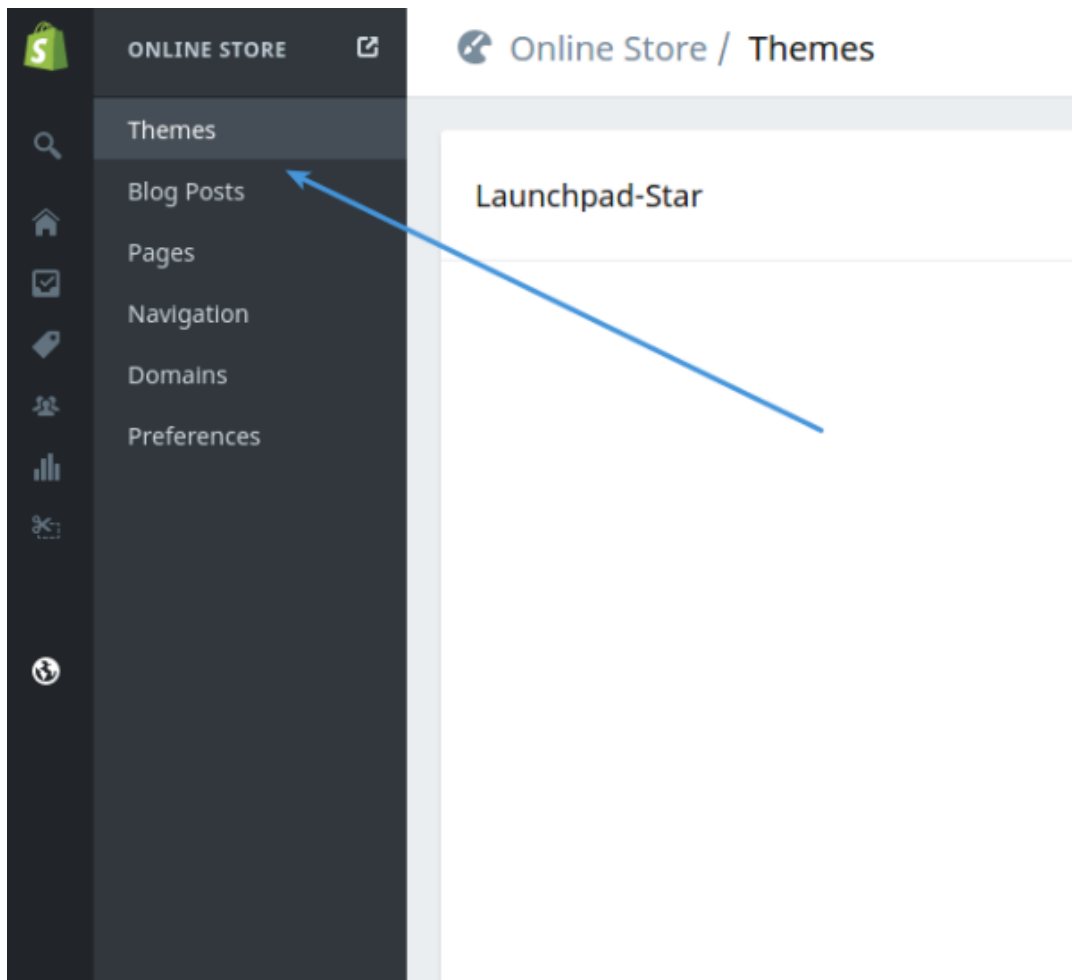 S
ONLINE STORE
Online Store / Themes
Themes
Blog Posts
Pages
Navigation
Domains
Preferences
Launchpad-Star